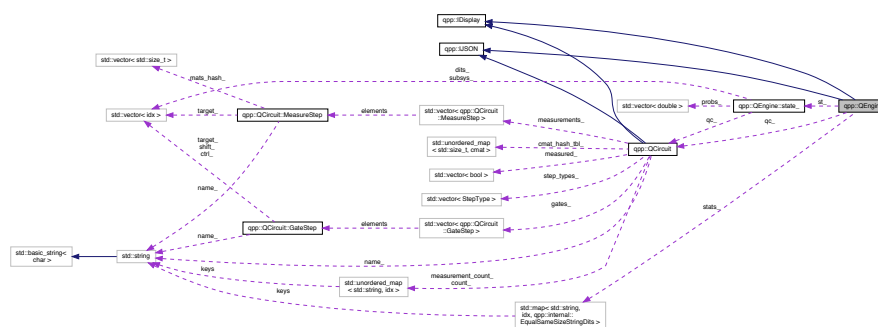 qpp::IDisplay
qpp::IJSON
std::vector< std::size_t >
mats_hash_
dits_
subsys_
std::vector< idx >
target_
qpp::QCircuit::MeasureStep
elements
std::vector< qpp::QCircuit
::MeasureStep >
std::vector< double >
probs_
qpp::QEngine::state_
st_
qpp::QEngine
measurements_
qc_
qc_
target_
shift_
ctrl_
std::unordered_map
< std::size_t, cmat >
cmat_hash_tbl_
qpp::QCircuit
measured_
std::vector< bool >
step_types_
name_
std::vector< StepType >
gates_
stats_
qpp::QCircuit::GateStep
elements
std::vector< qpp::QCircuit
::GateStep >
name_
std::basic_string<
char >
std::string
name_
keys
measurement_count_
count_
std::unordered_map
< std::string, idx >
keys
std::map< std::string,
idx, qpp::internal::
EqualSameSizeStringDits >